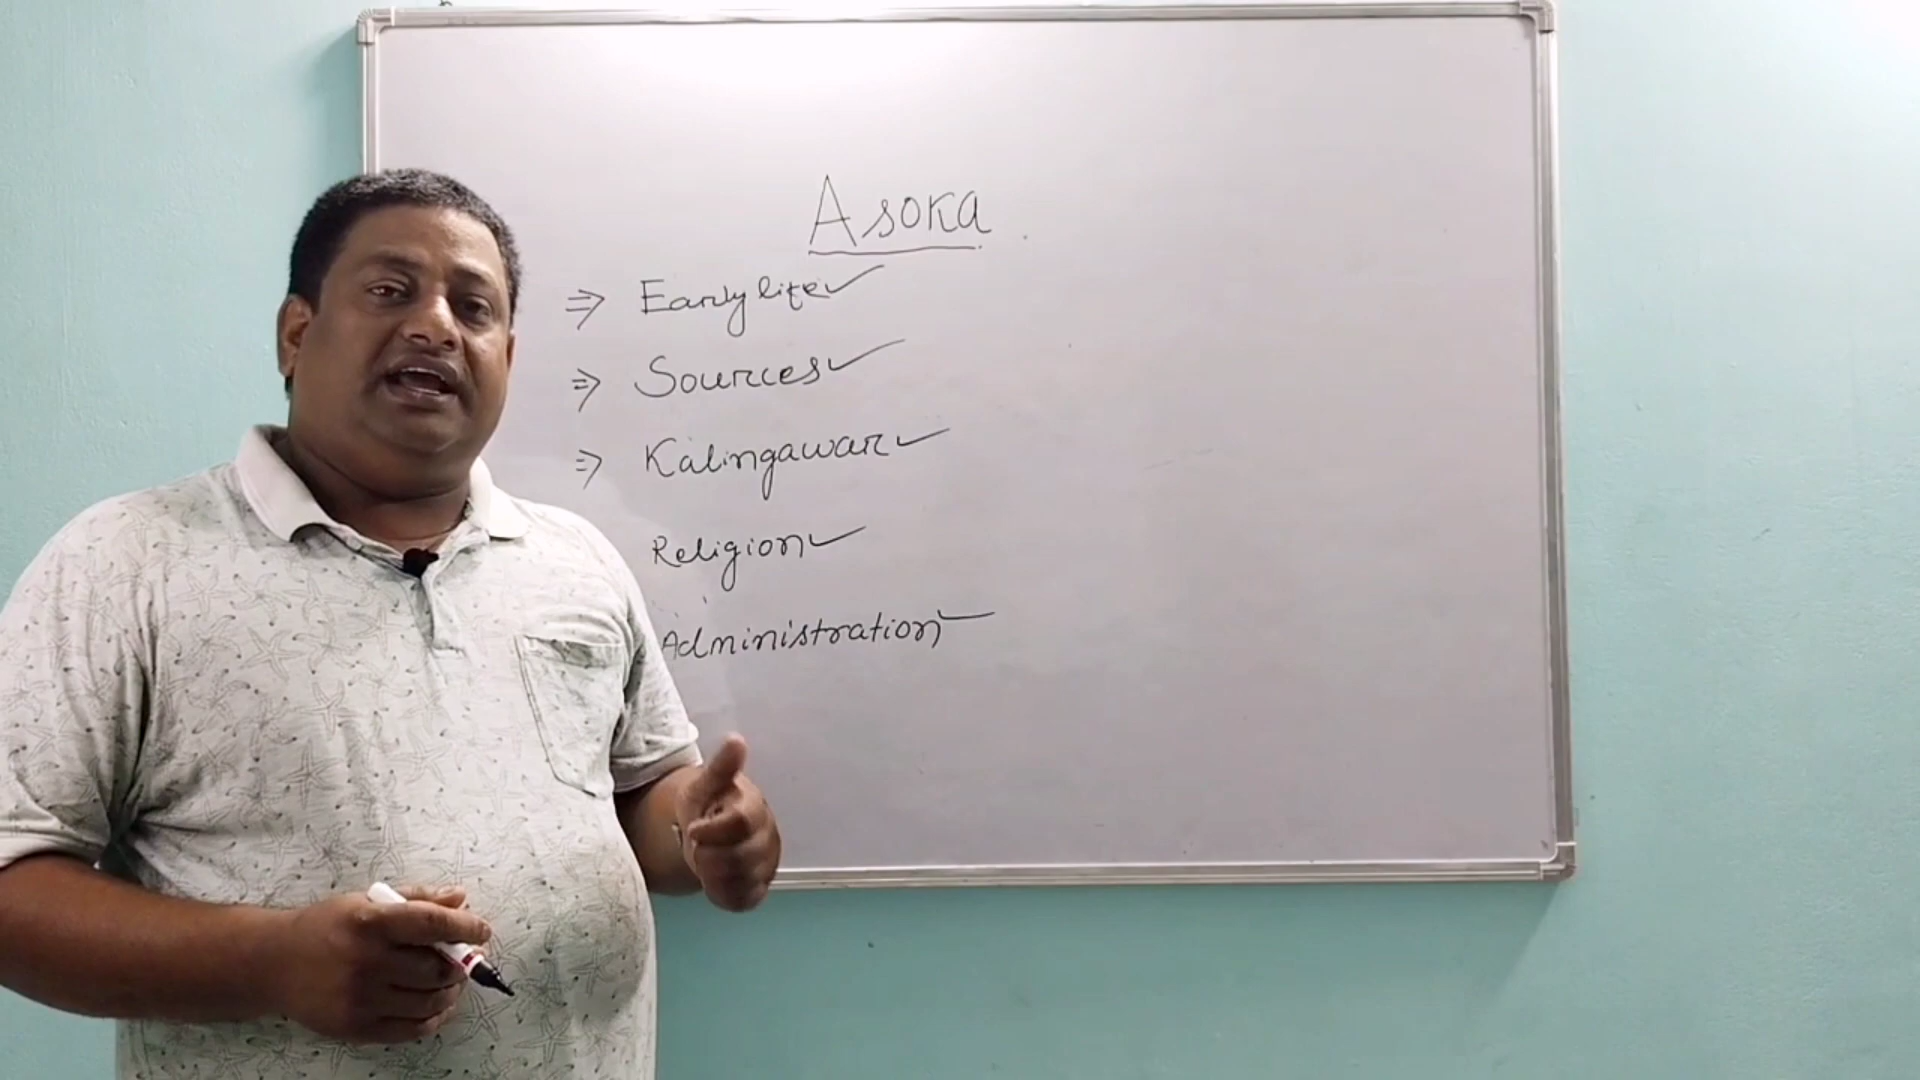 Asoka
⇒ Early life ✓
⇒ Sources ✓
⇒ Kalingawar ✓
Religion ✓
Administration ✓